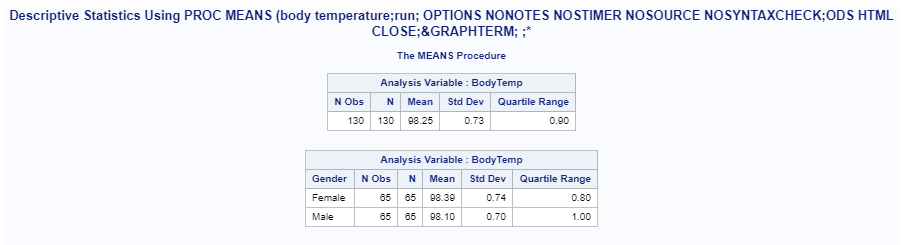 Descriptive Statistics Using PROC MEANS (body temperature;run; OPTIONS NONOTES NOSTIMER NOSOURCE NOSYNTAXCHECK;ODS HTML
CLOSE;&GRAPHTERM; ;*
The MEANS Procedure
Analysis Variable : BodyTemp
N Obs N Mean Std Dev Quartile Range
130 130 98.25 0.73 0.90
Analysis Variable : BodyTemp
Gender N Obs N Mean Std Dev Quartile Range
Female 65 65 98.39 0.74 0.80
Male 65 65 98.10 0.70 1.00